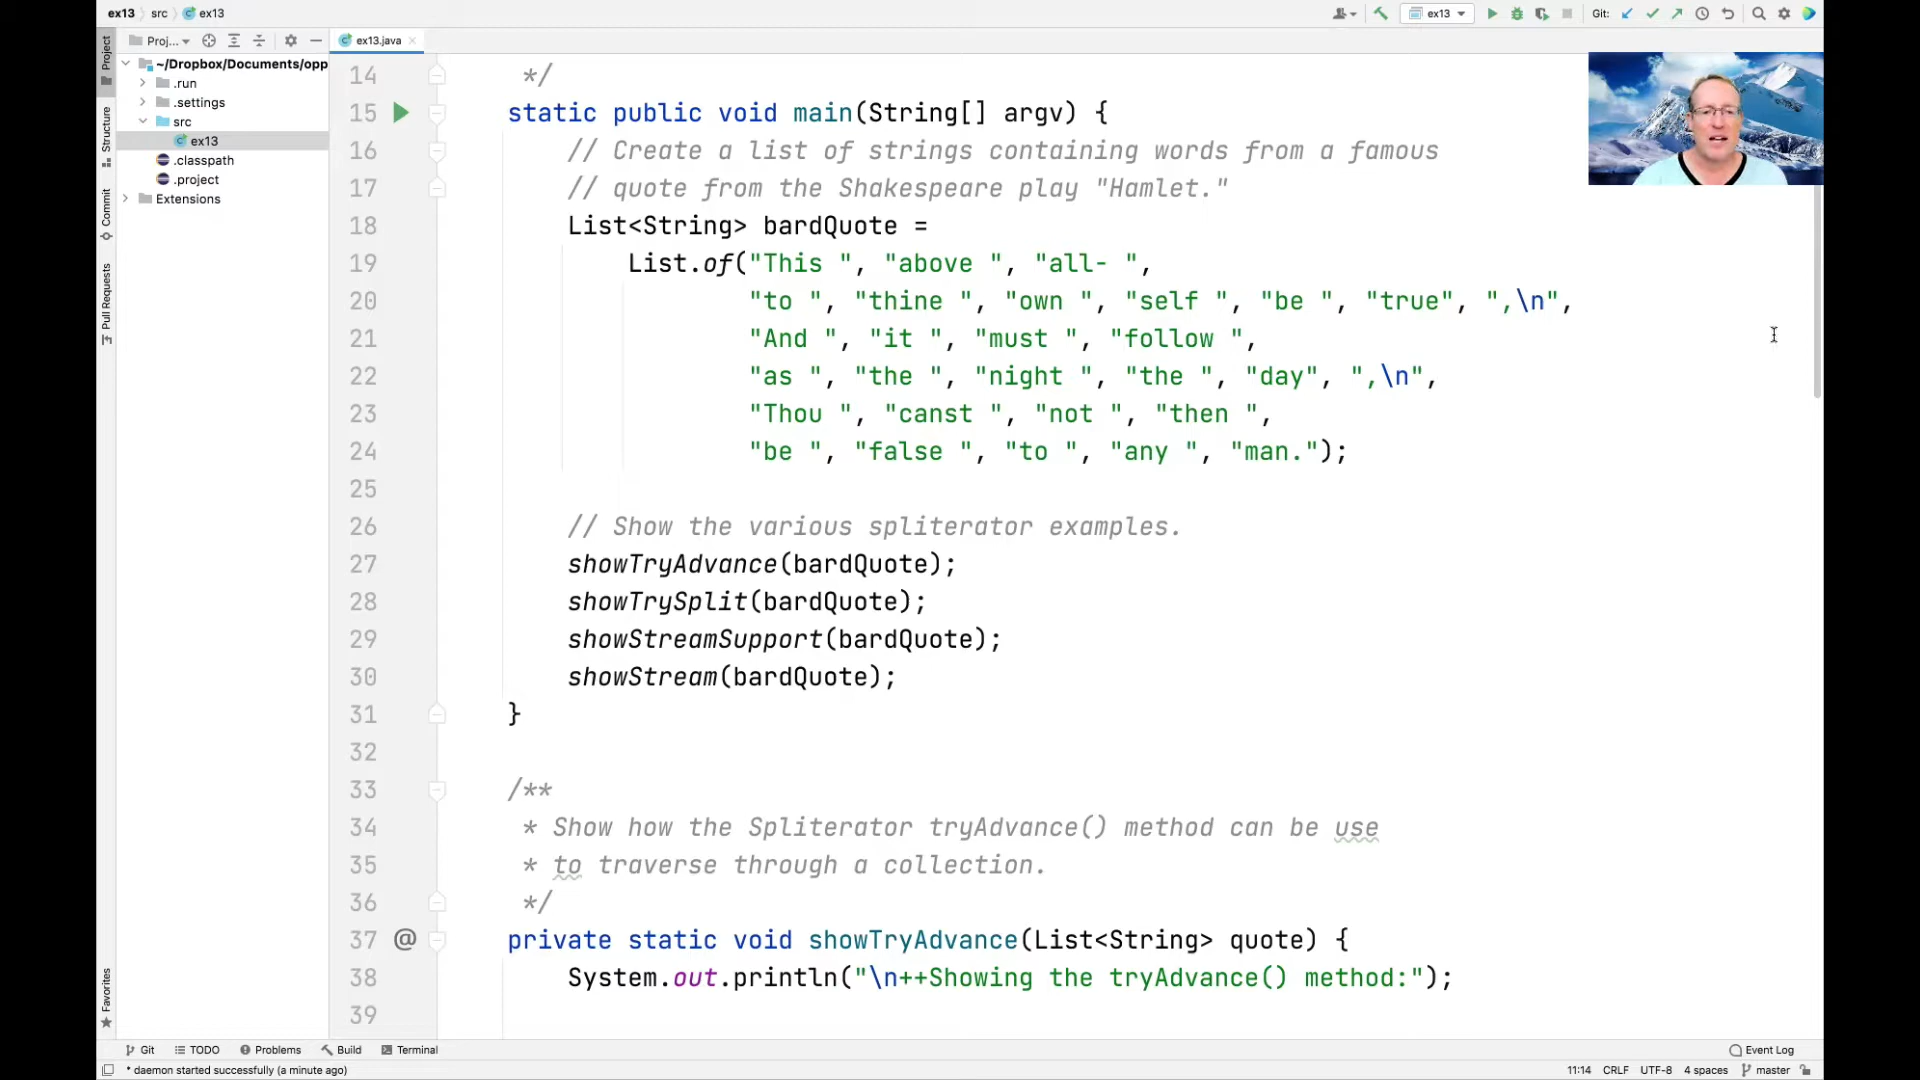 ex13 src ex13
ex13 Git:
Proj... ex13.java
Project
Structure
Commit
Pull Requests
Favorites
~/Dropbox/Documents/opp
.run
.settings
src
ex13
.classpath
.project
Extensions
14 */
15 static public void main(String[] argv) {
16 // Create a list of strings containing words from a famous
17 // quote from the Shakespeare play "Hamlet."
18 List<String> bardQuote =
19 List.of("This ", "above ", "all- ",
20 "to ", "thine ", "own ", "self ", "be ", "true", ",\n",
21 "And ", "it ", "must ", "follow ",
22 "as ", "the ", "night ", "the ", "day", ",\n",
23 "Thou ", "canst ", "not ", "then ",
24 "be ", "false ", "to ", "any ", "man.");
25
26 // Show the various spliterator examples.
27 showTryAdvance(bardQuote);
28 showTrySplit(bardQuote);
29 showStreamSupport(bardQuote);
30 showStream(bardQuote);
31 }
32
33 /**
34 * Show how the Spliterator tryAdvance() method can be use
35 * to traverse through a collection.
36 */
37 @ private static void showTryAdvance(List<String> quote) {
38 System.out.println("\n++Showing the tryAdvance() method:");
39
Git TODO Problems Build Terminal Event Log
* daemon started successfully (a minute ago) 11:14 CRLF UTF-8 4 spaces master